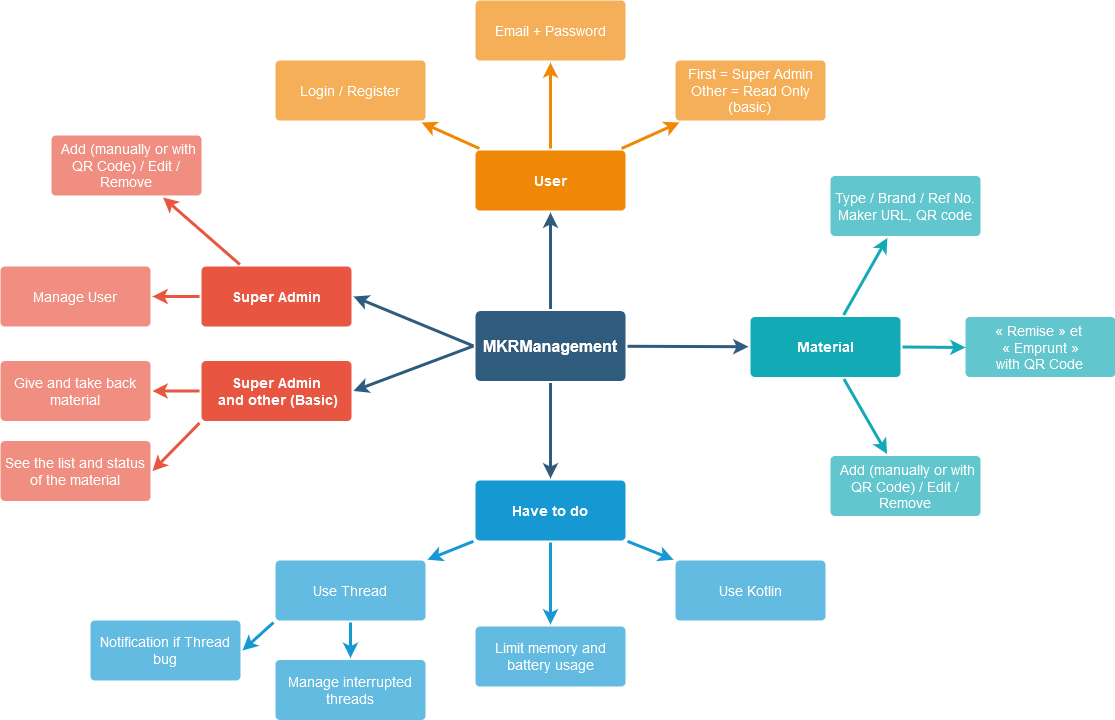 Email + Password
Login / Register
First = Super Admin
Other = Read Only
(basic)
User
Add (manually or with
QR Code) / Edit /
Remove
Type / Brand / Ref No.
Maker URL, QR code
Manage User
Super Admin
MKRManagement
Material
« Remise » et
« Emprunt »
with QR Code
Give and take back
material
Super Admin
and other (Basic)
See the list and status
of the material
Add (manually or with
QR Code) / Edit /
Remove
Have to do
Use Thread
Use Kotlin
Notification if Thread
bug
Limit memory and
battery usage
Manage interrupted
threads